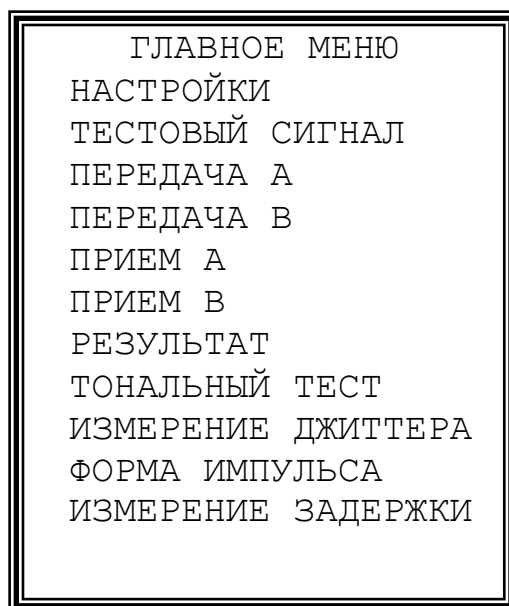 ГЛАВНОЕ МЕНЮ
НАСТРОЙКИ
ТЕСТОВЫЙ СИГНАЛ
ПЕРЕДАЧА А
ПЕРЕДАЧА В
ПРИЕМ А
ПРИЕМ В
РЕЗУЛЬТАТ
ТОНАЛЬНЫЙ ТЕСТ
ИЗМЕРЕНИЕ ДЖИТТЕРА
ФОРМА ИМПУЛЬСА
ИЗМЕРЕНИЕ ЗАДЕРЖКИ